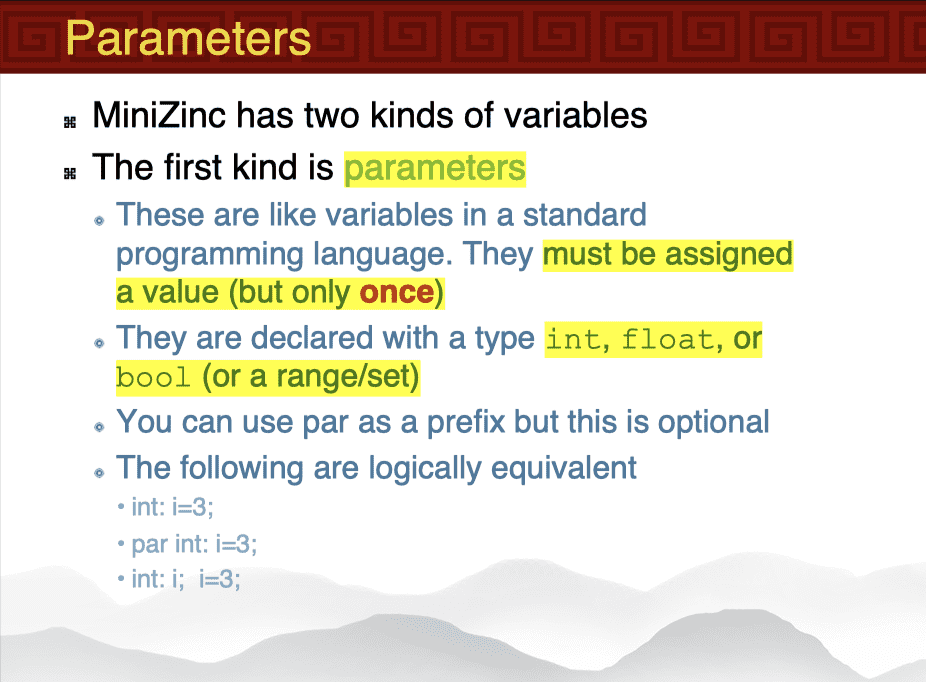 Parameters
MiniZinc has two kinds of variables
The first kind is parameters
These are like variables in a standard
programming language. They must be assigned
a value (but only once)
They are declared with a type int, float, or
bool (or a range/set)
You can use par as a prefix but this is optional
The following are logically equivalent
• int: i=3;
• par int: i=3;
• int: i;  i=3;